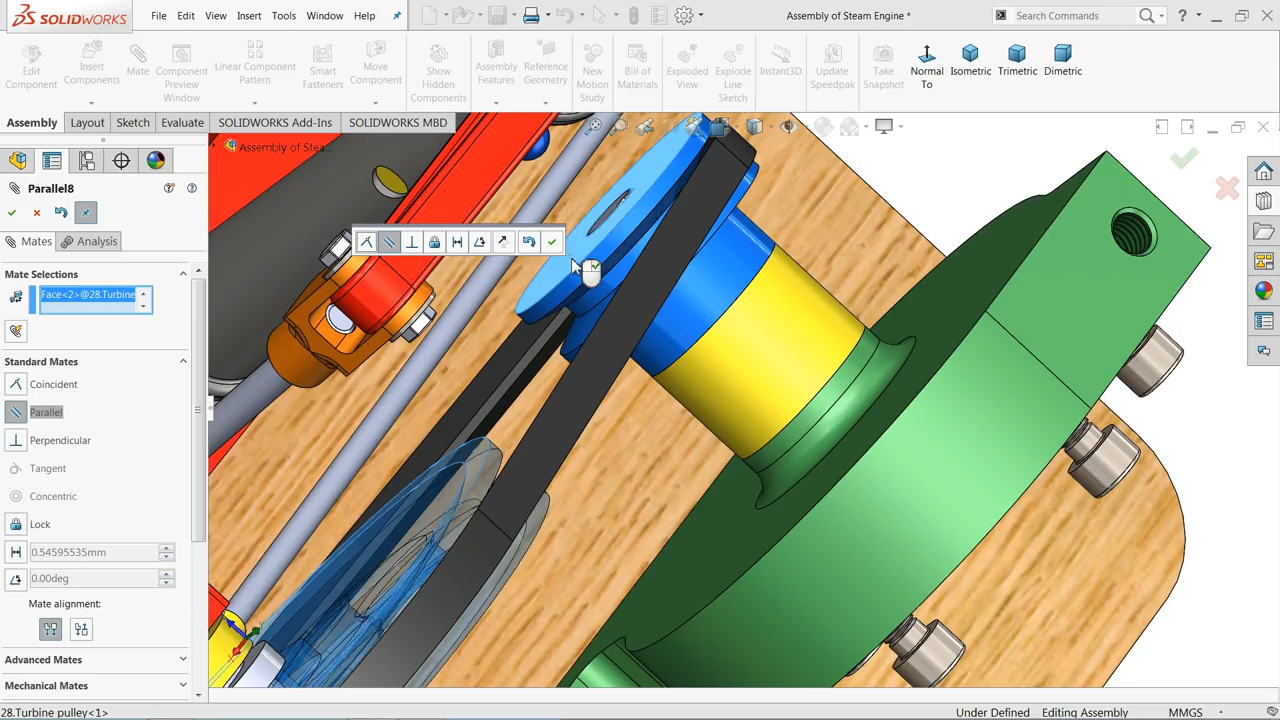 SOLIDWORKS
File Edit View Insert Tools Window Help
Assembly of Steam Engine *
Search Commands
?
Edit Component
Insert Components
Mate
Component Preview Window
Linear Component Pattern
Smart Fasteners
Move Component
Show Hidden Components
Assembly Features
Reference Geometry
New Motion Study
Bill of Materials
Exploded View
Explode Line Sketch
Instant3D
Update Speedpak
Take Snapshot
Normal To
Isometric
Trimetric
Dimetric
Assembly Layout Sketch Evaluate SOLIDWORKS Add-Ins SOLIDWORKS MBD
Assembly of Steam Engine...
Parallel8
Mates Analysis
Mate Selections
Face<2>@28.Turbine
Standard Mates
Coincident
Parallel
Perpendicular
Tangent
Concentric
Lock
0.54595535mm
0.00deg
Mate alignment:
Advanced Mates
Mechanical Mates
28.Turbine pulley<1>
Under Defined Editing Assembly MMGS